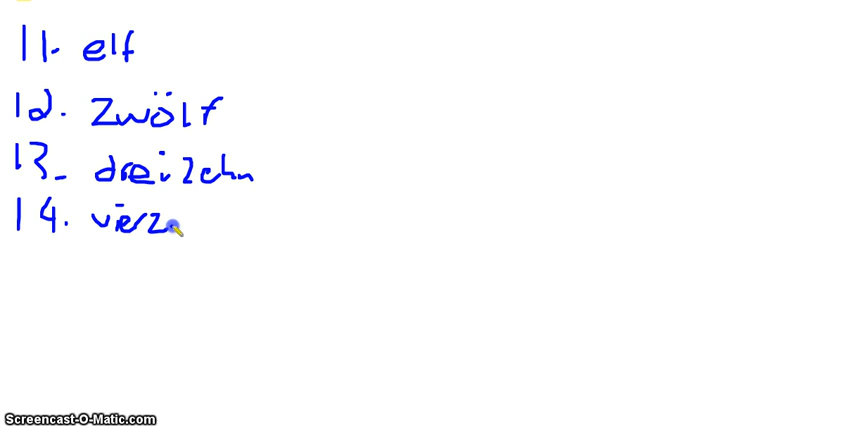 11. elf
12. zwölf
13. dreizehn
14. vierz
Screencast-O-Matic.com